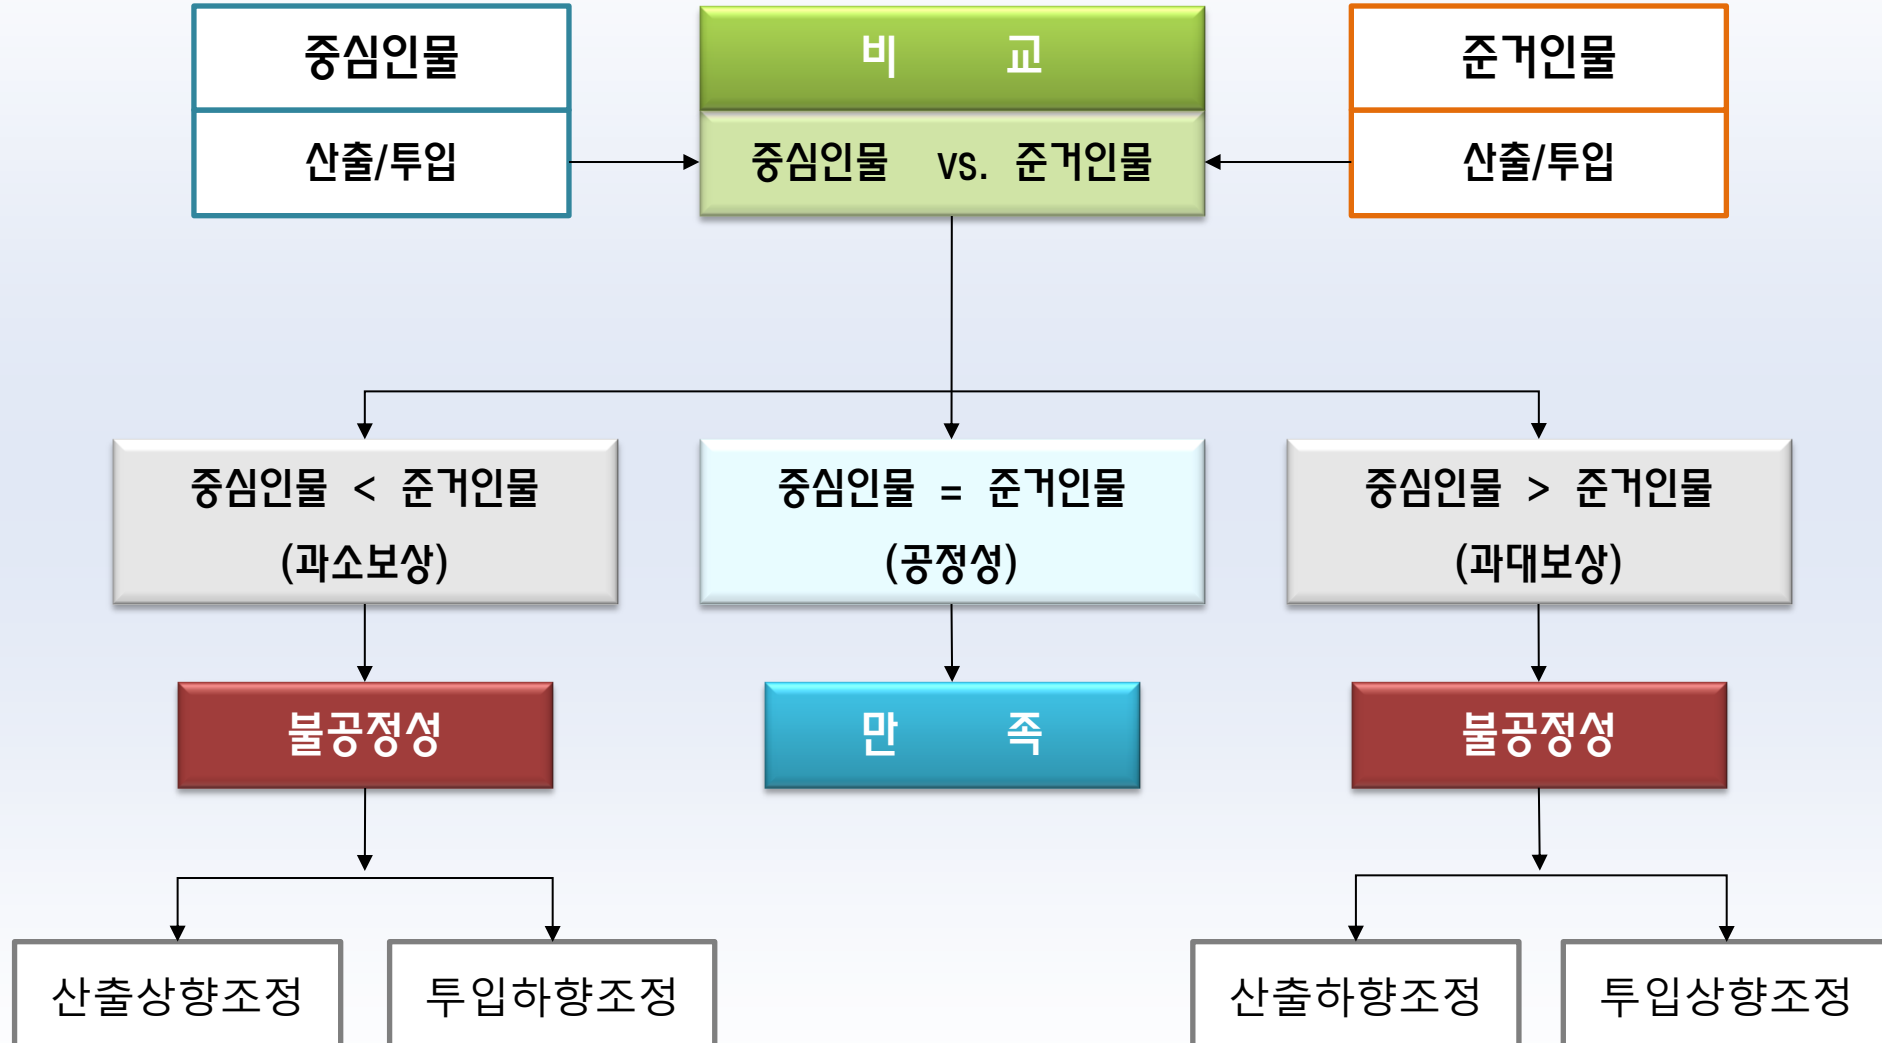 중심인물
비 교
준거인물
산출/투입
중심인물 vs. 준거인물
산출/투입
중심인물 < 준거인물
(과소보상)
중심인물 = 준거인물
(공정성)
중심인물 > 준거인물
(과대보상)
불공정성
만 족
불공정성
산출상향조정
투입하향조정
산출하향조정
투입상향조정